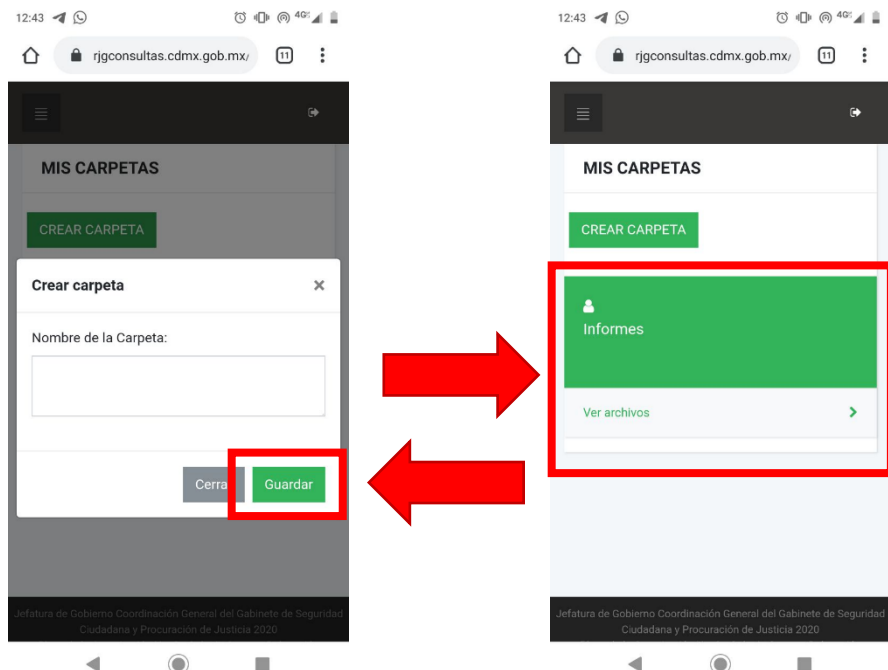 12:43
4G
rjgconsultas.cdmx.gob.mx/
11
MIS CARPETAS
CREAR CARPETA
Crear carpeta
×
Nombre de la Carpeta:
Cerra
Guardar
Jefatura de Gobierno Coordinación General del Gabinete de Seguridad
Ciudadana y Procuración de Justicia 2020
12:43
4G
rjgconsultas.cdmx.gob.mx/
11
MIS CARPETAS
CREAR CARPETA
Informes
Ver archivos
Jefatura de Gobierno Coordinación General del Gabinete de Seguridad
Ciudadana y Procuración de Justicia 2020